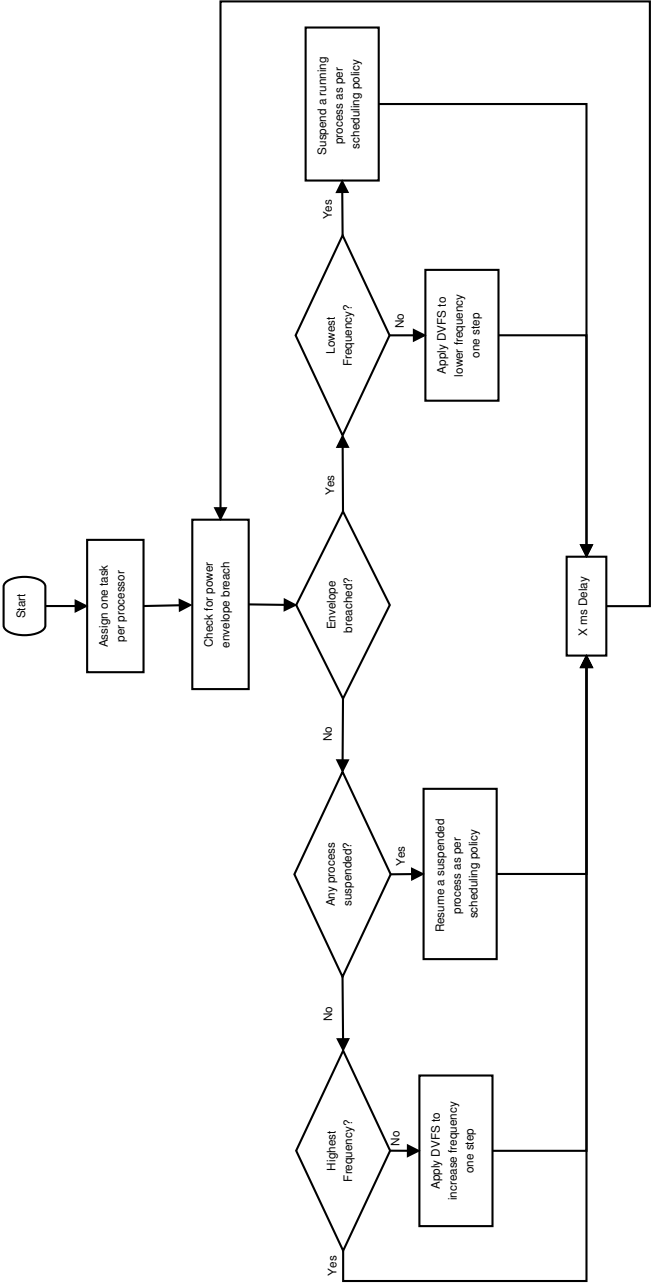 Start
Assign one task
per processor
Check for power
envelope breach
Envelope
breached?
Yes
Lowest
Frequency?
Yes
Suspend a running
process as per
scheduling policy
No
Apply DVFS to
lower frequency
one step
No
Any process
suspended?
Yes
Resume a suspended
process as per
scheduling policy
No
Highest
Frequency?
No
Apply DVFS to
increase frequency
one step
Yes
X ms Delay